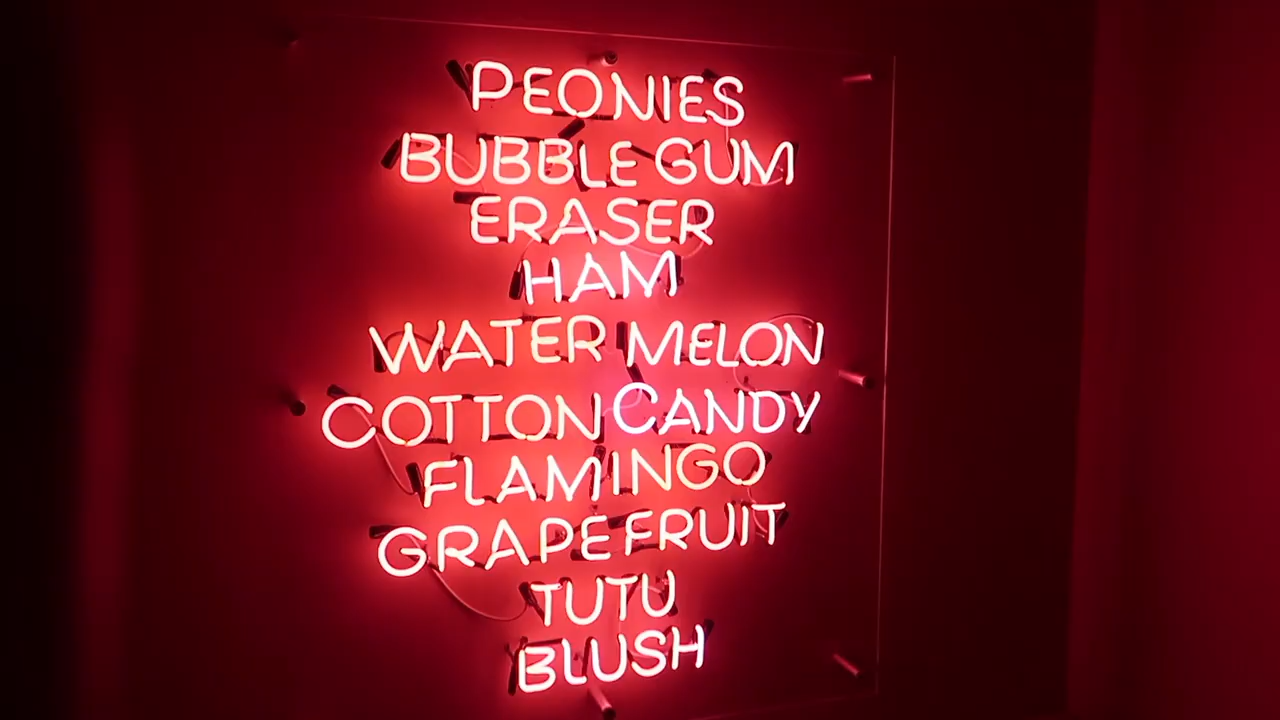 PEONIES
BUBBLE GUM
ERASER
HAM
WATER MELON
COTTON CANDY
FLAMINGO
GRAPEFRUIT
TUTU
BLUSH